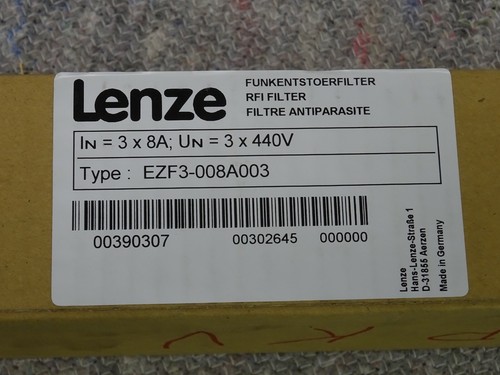 Lenze
FUNKENTSTOERFILTER
RFI FILTER
FILTRE ANTIPARASITE
IN = 3 x 8A; UN = 3 x 440V
Type : EZF3-008A003
00390307 00302645 000000
Lenze
Hans-Lenze-Straße 1
D-31855 Aerzen
Made in Germany